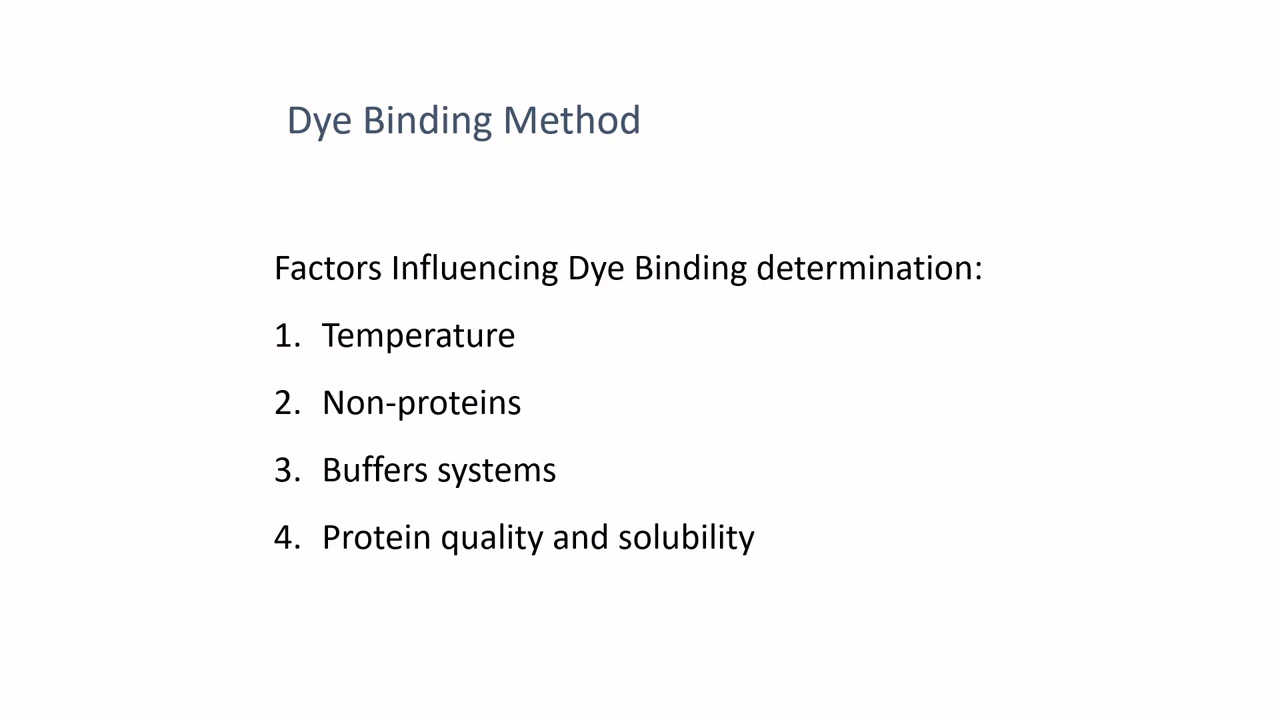 Dye Binding Method
Factors Influencing Dye Binding determination:
1. Temperature
2. Non-proteins
3. Buffers systems
4. Protein quality and solubility